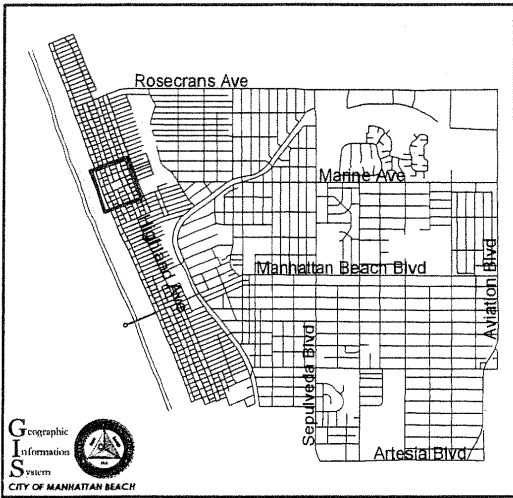 Rosecrans Ave
Marine Ave
Highland Ave
Manhattan Beach Blvd
Aviation Blvd
Sepulveda Blvd
Artesia Blvd
Geographic
Information
System
CITY OF MANHATTAN BEACH